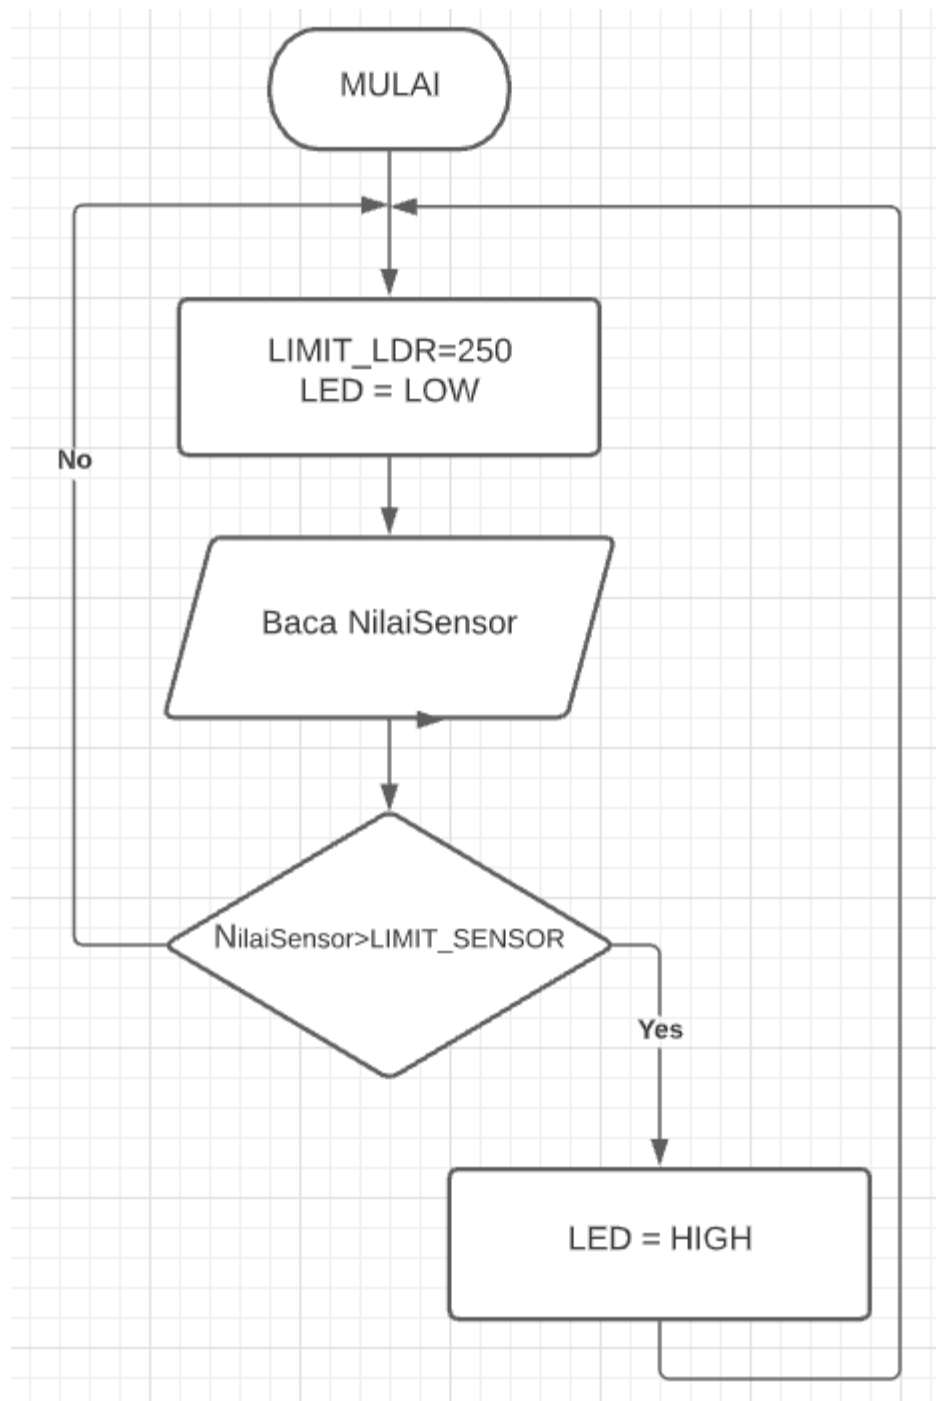 MULAI
LIMIT_LDR=250
LED = LOW
No
Baca NilaiSensor
NilaiSensor>LIMIT_SENSOR
Yes
LED = HIGH